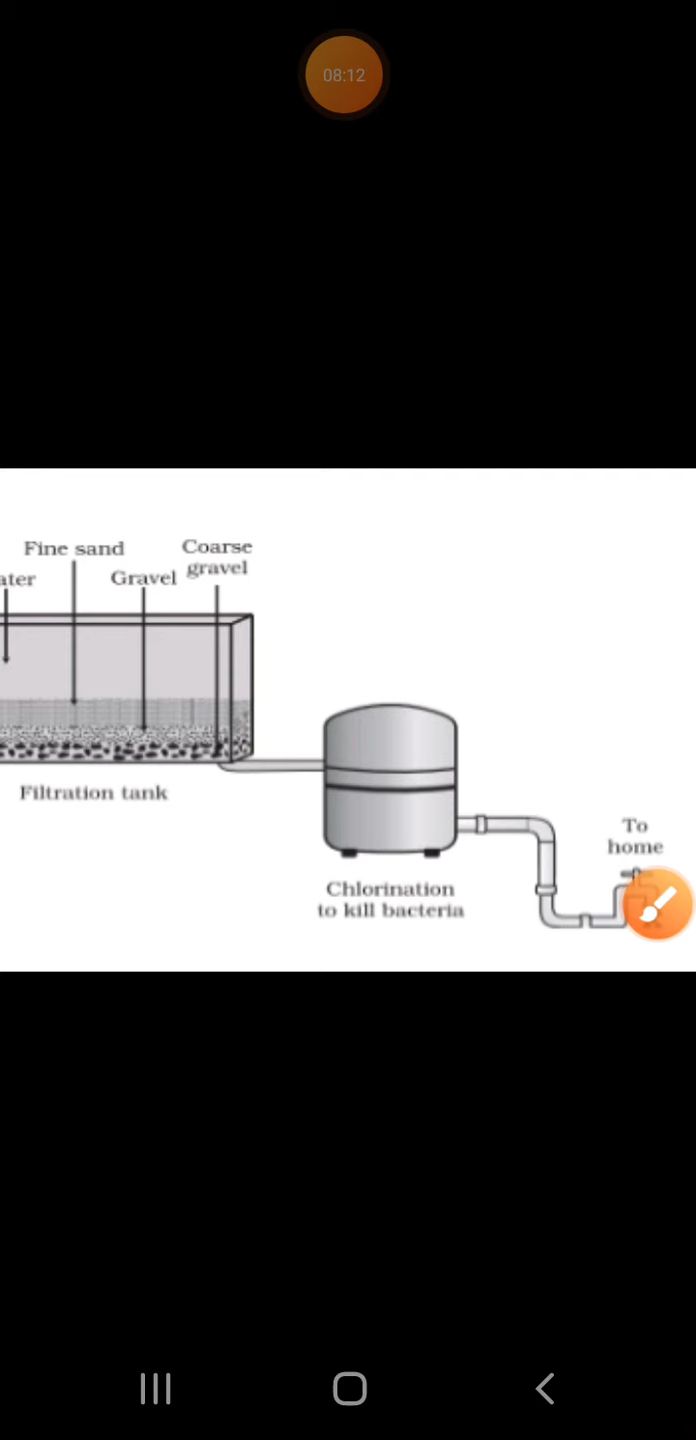 08:12
Fine sand
Coarse
gravel
ater
Gravel
Filtration tank
To
home
Chlorination
to kill bacteria